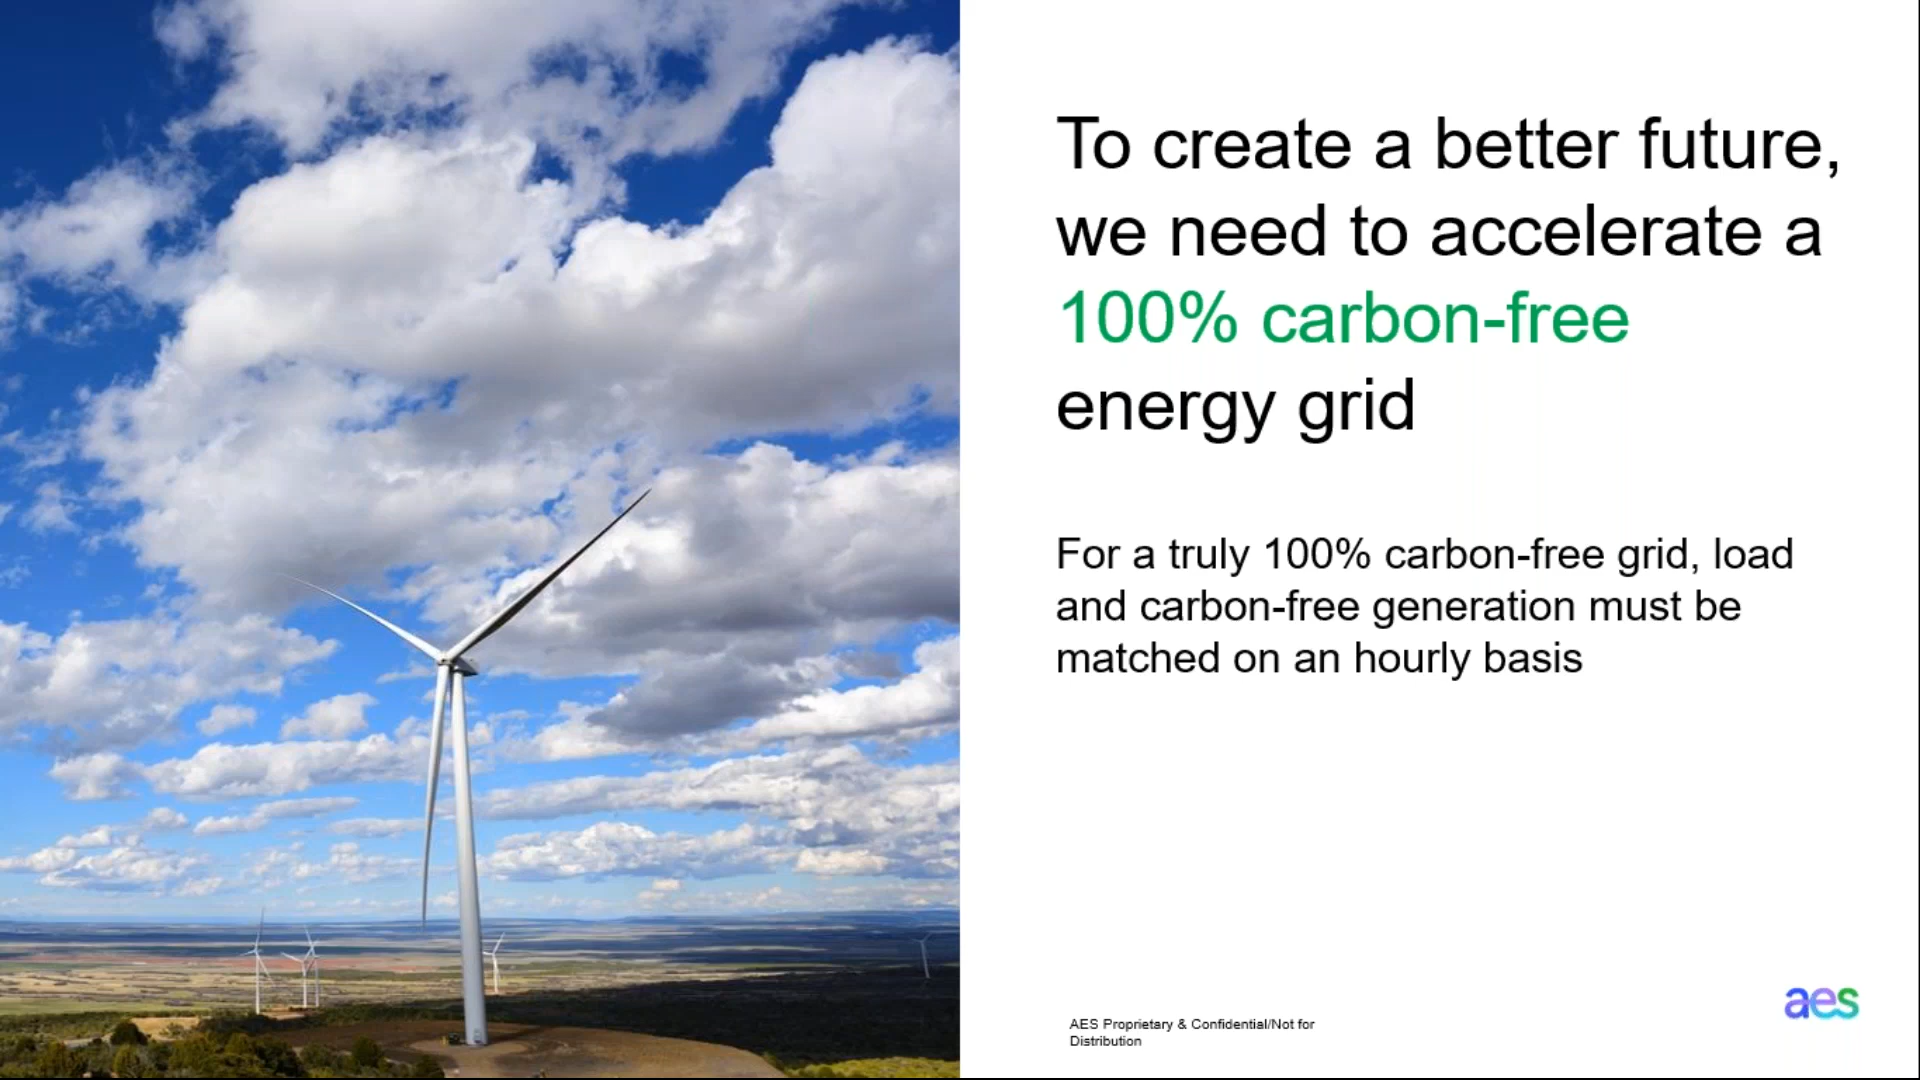 To create a better future,
we need to accelerate a
100% carbon-free
energy grid
For a truly 100% carbon-free grid, load
and carbon-free generation must be
matched on an hourly basis
AES Proprietary & Confidential/Not for
Distribution
aes